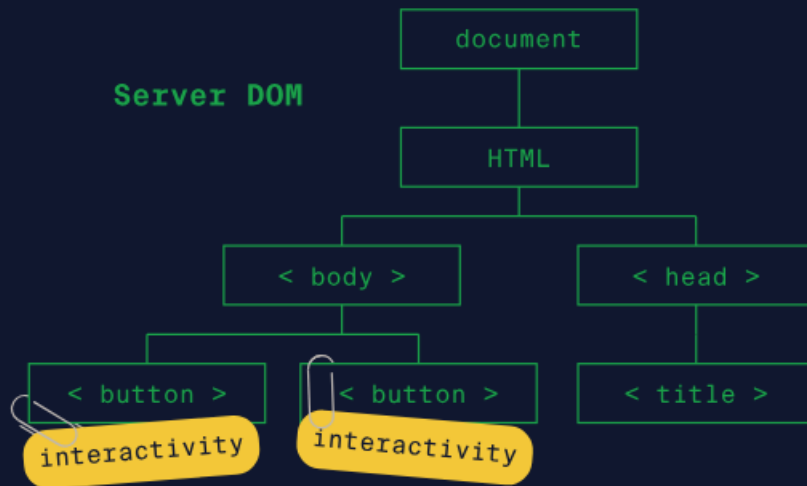 document
Server DOM
HTML
< body >
< head >
< button >
< button >
< title >
interactivity
interactivity